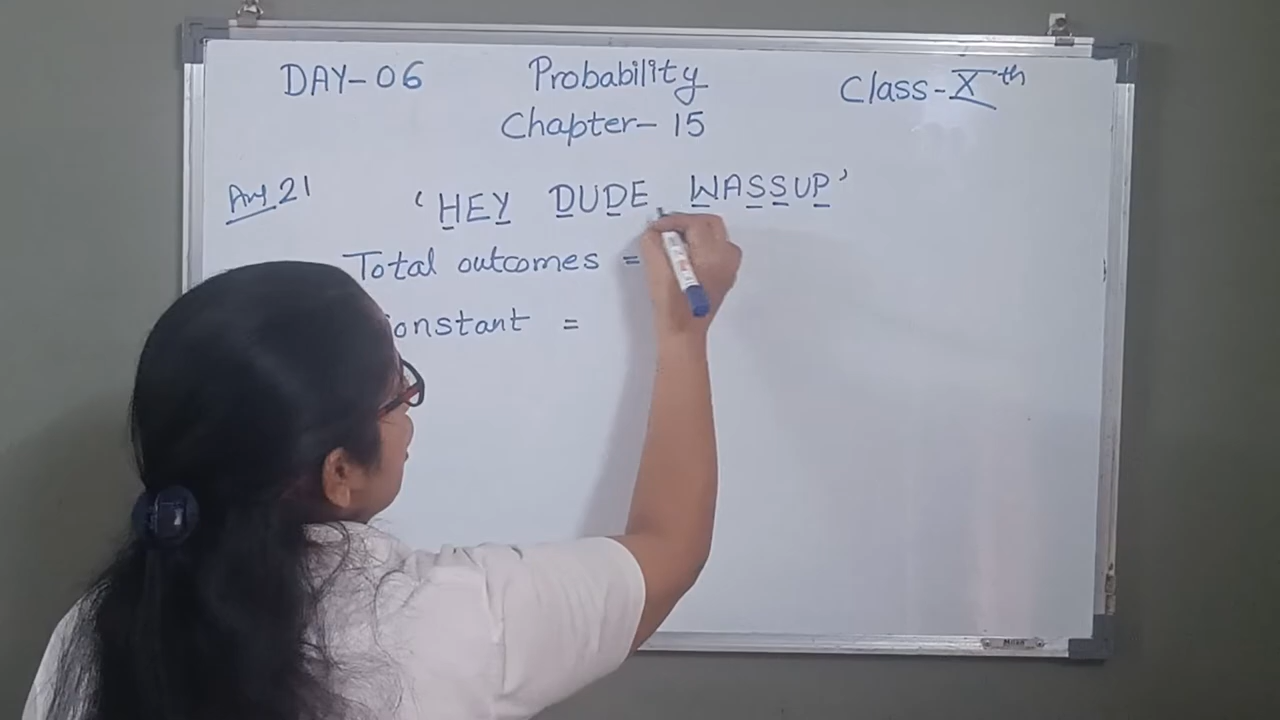 DAY-06 Probability Class-Xth
Chapter-15
Ans 21 'HEY DUDE WASSUP'
Total outcomes =
onstant =